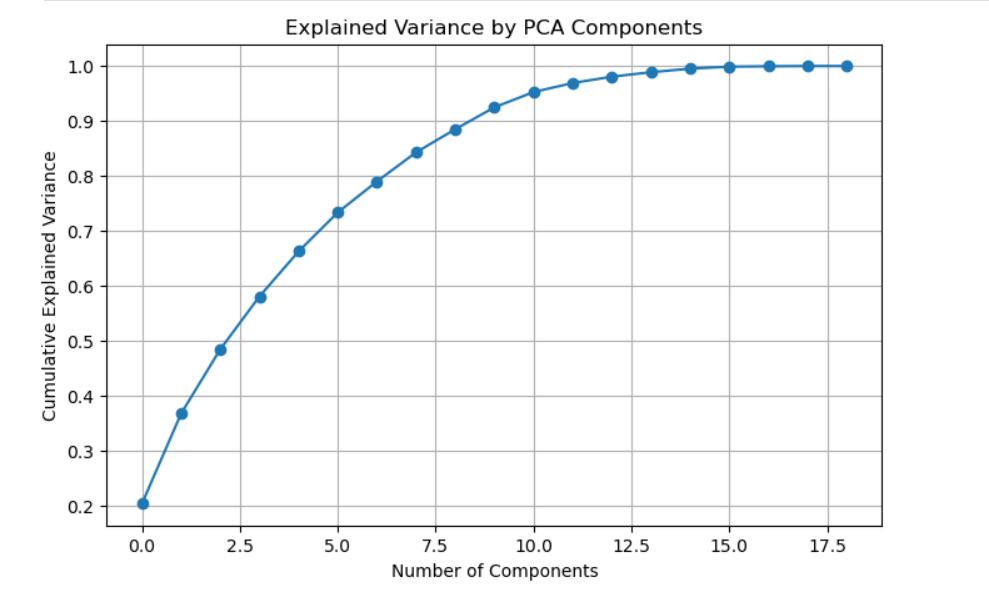 Explained Variance by PCA Components
Cumulative Explained Variance
1.0
0.9
0.8
0.7
0.6
0.5
0.4
0.3
0.2
0.0 2.5 5.0 7.5 10.0 12.5 15.0 17.5
Number of Components